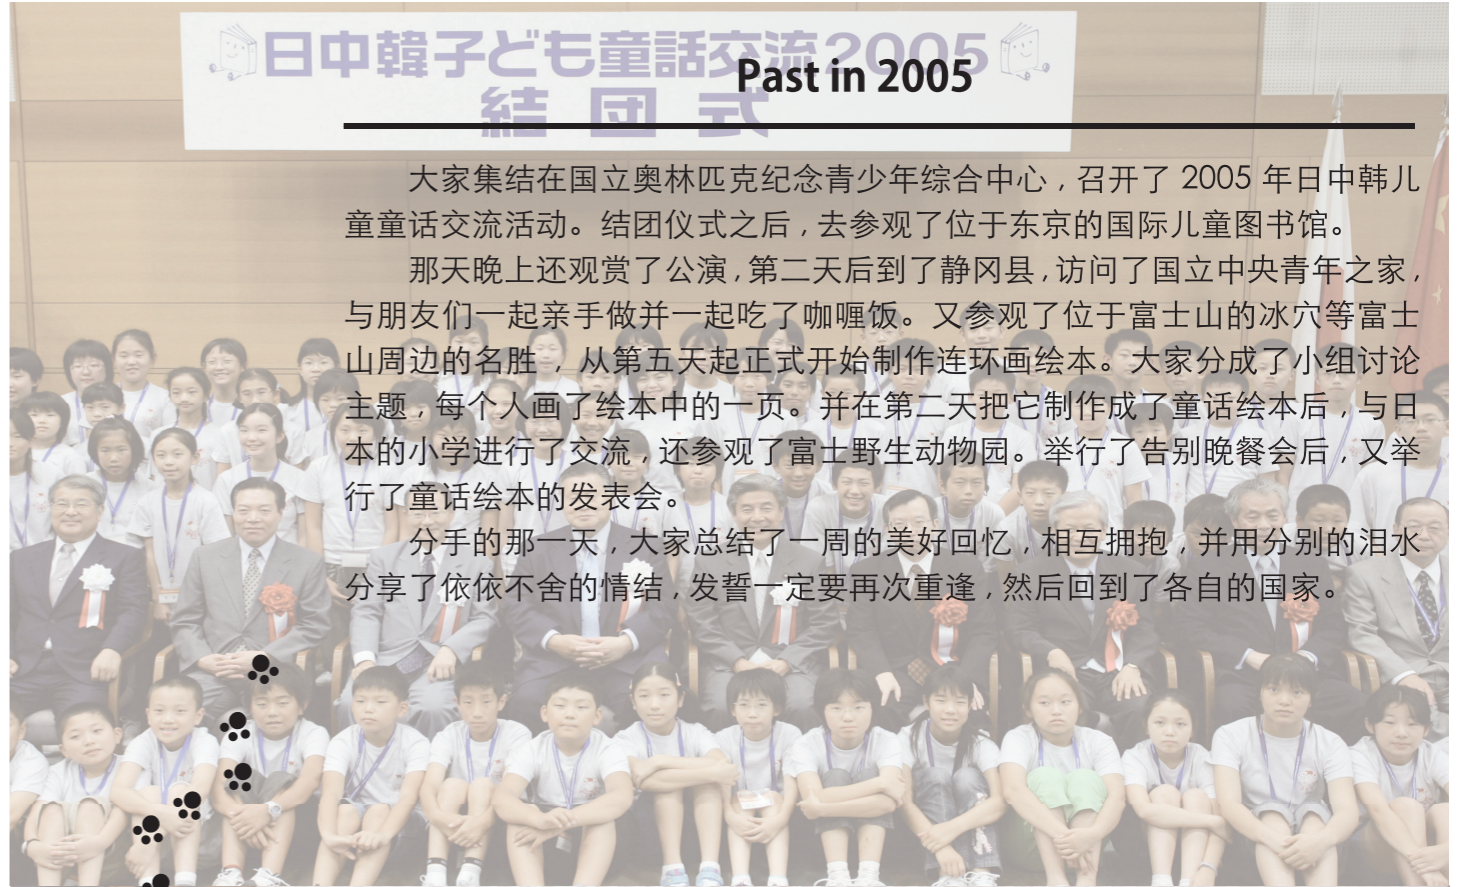 日中韓子ども童話交流2005
結団式
Past in 2005
大家集结在国立奥林匹克纪念青少年综合中心，召开了 2005 年日中韩儿
童童话交流活动。结团仪式之后，去参观了位于东京的国际儿童图书馆。
那天晚上还观赏了公演，第二天后到了静冈县，访问了国立中央青年之家，
与朋友们一起亲手做并一起吃了咖喱饭。又参观了位于富士山的冰穴等富士
山周边的名胜，从第五天起正式开始制作连环画绘本。大家分成了小组讨论
主题，每个人画了绘本中的一页。并在第二天把它制作成了童话绘本后，与日
本的小学进行了交流，还参观了富士野生动物园。举行了告别晚餐会后，又举
行了童话绘本的发表会。
分手的那一天，大家总结了一周的美好回忆，相互拥抱，并用分别的泪水
分享了依依不舍的情结，发誓一定要再次重逢，然后回到了各自的国家。